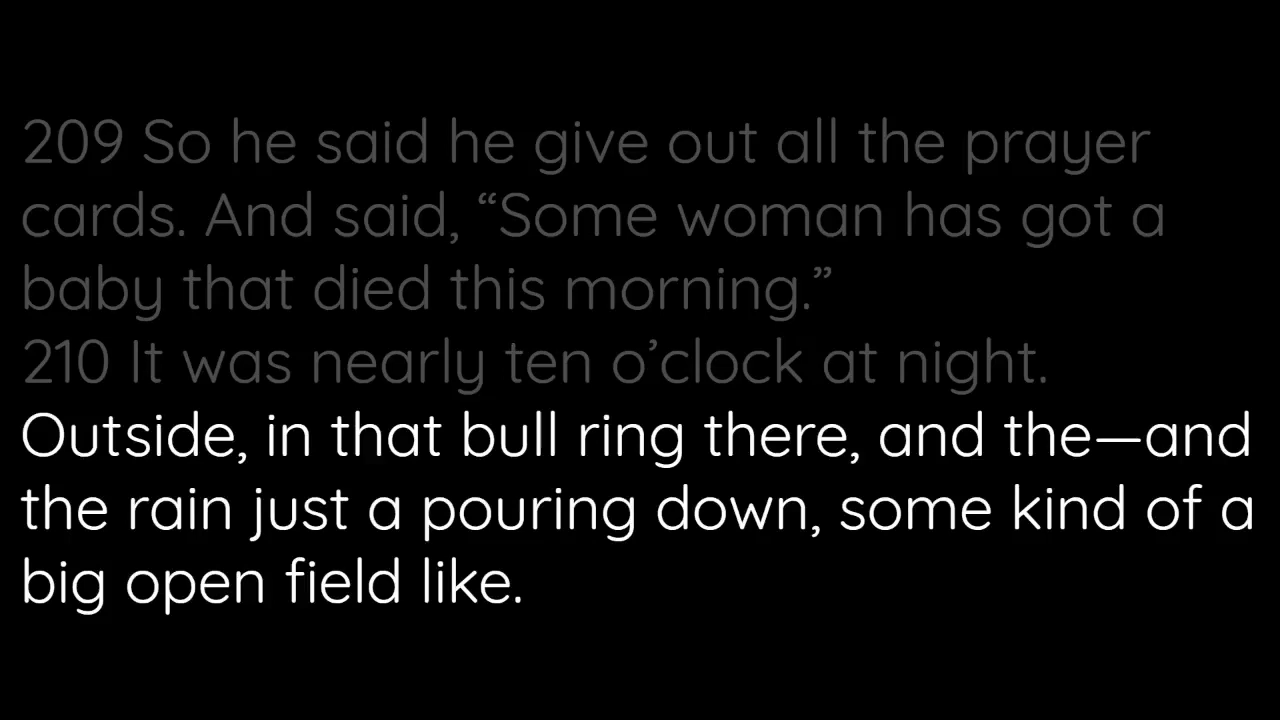 209 So he said he give out all the prayer
cards. And said, “Some woman has got a
baby that died this morning.”
210 It was nearly ten o’clock at night.
Outside, in that bull ring there, and the—and
the rain just a pouring down, some kind of a
big open field like.